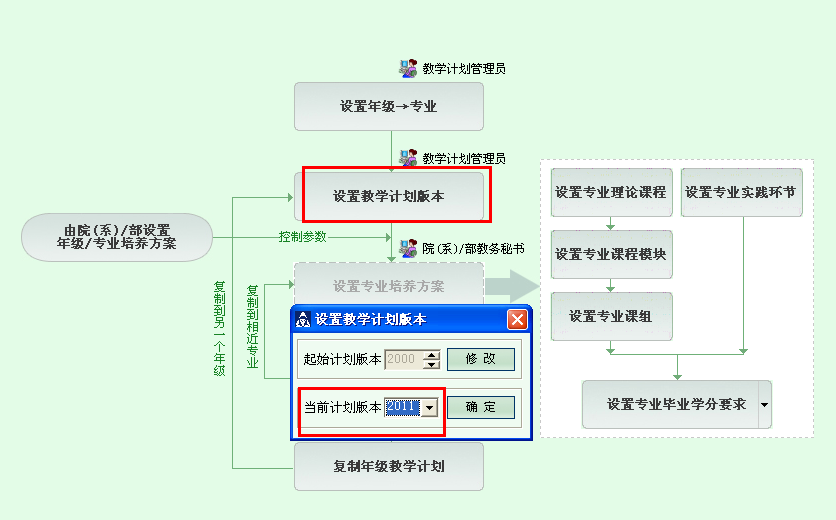 教学计划管理员
设置年级→专业
教学计划管理员
设置教学计划版本
由院(系)/部设置
年级/专业培养方案
控制参数
院(系)/部教务秘书
设置专业培养方案
复制到另一个年级
复制到相近专业
设置教学计划版本
起始计划版本 2000 修 改
当前计划版本 2011 确 定
复制年级教学计划
设置专业理论课程
设置专业实践环节
设置专业课程模块
设置专业课组
设置专业毕业学分要求